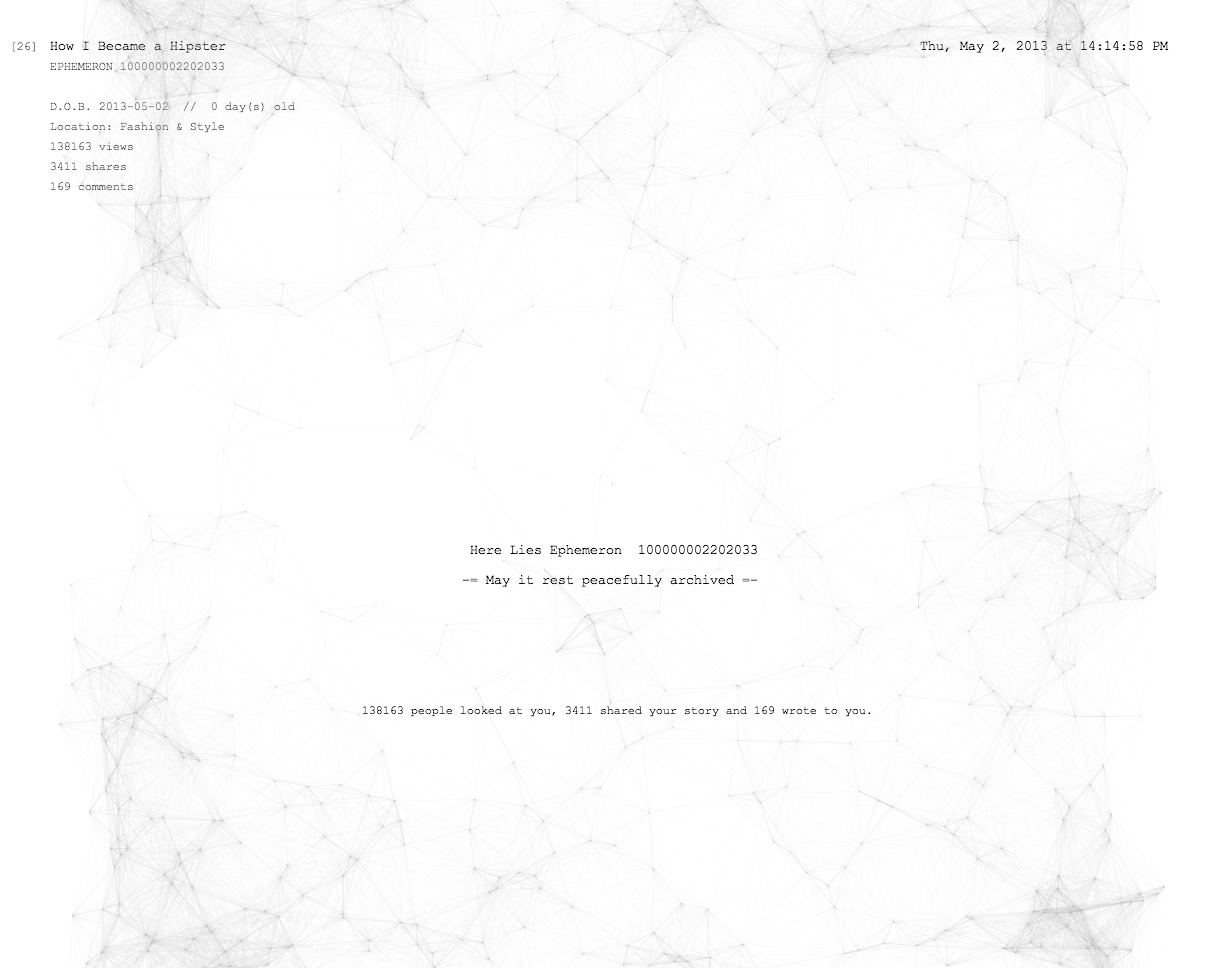 [26] How I Became a Hipster
Thu, May 2, 2013 at 14:14:58 PM
EPHEMERON 100000002202033
D.O.B. 2013-05-02 // 0 day(s) old
Location: Fashion & Style
138163 views
3411 shares
169 comments
Here Lies Ephemeron 100000002202033
-= May it rest peacefully archived =-
138163 people looked at you, 3411 shared your story and 169 wrote to you.